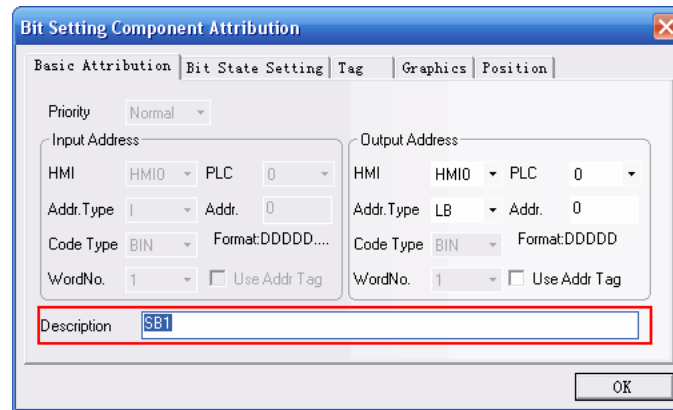 Bit Setting Component Attribution
Basic Attribution Bit State Setting Tag Graphics Position
Priority Normal
Input Address Output Address
HMI HMI0 PLC 0 HMI HMI0 PLC 0
Addr.Type I Addr. 0 Addr.Type LB Addr. 0
Code Type BIN Format:DDDDD.... Code Type BIN Format:DDDDD
WordNo. 1 Use Addr Tag WordNo. 1 Use Addr Tag
Description SB1
OK